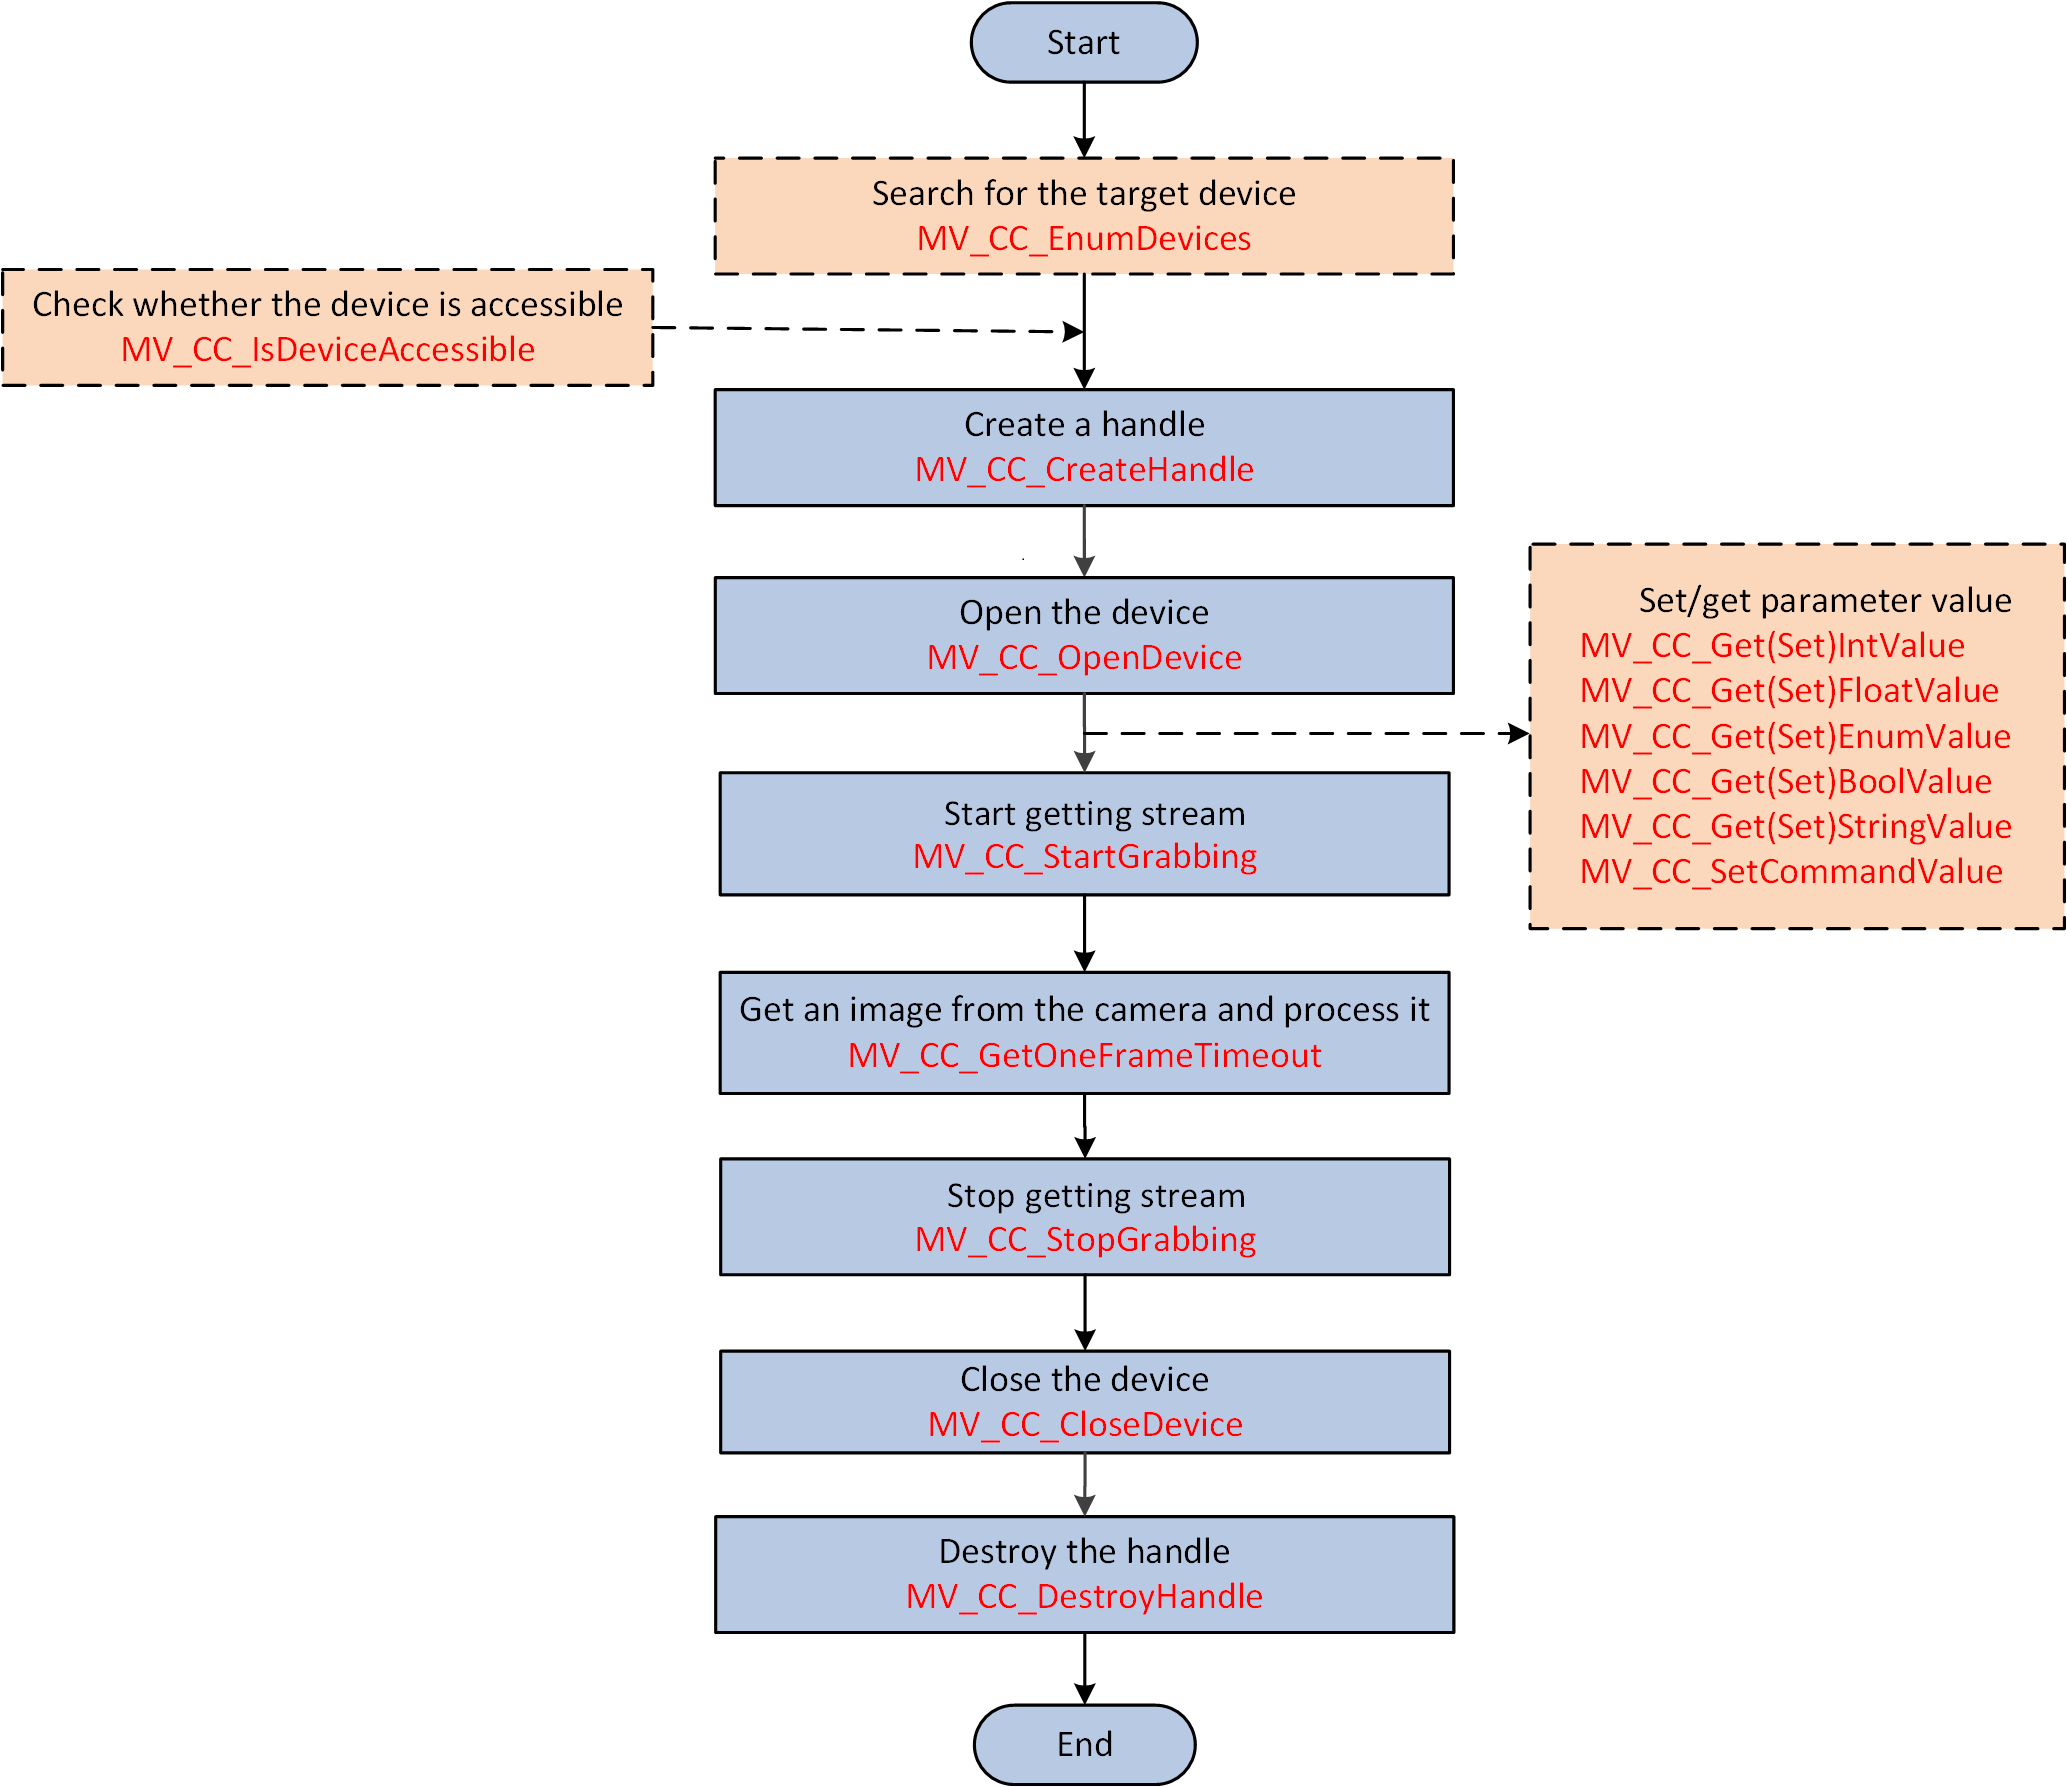 Start
Search for the target device
MV_CC_EnumDevices
Check whether the device is accessible
MV_CC_IsDeviceAccessible
Create a handle
MV_CC_CreateHandle
Open the device
MV_CC_OpenDevice
Set/get parameter value
MV_CC_Get(Set)IntValue
MV_CC_Get(Set)FloatValue
MV_CC_Get(Set)EnumValue
MV_CC_Get(Set)BoolValue
MV_CC_Get(Set)StringValue
MV_CC_SetCommandValue
Start getting stream
MV_CC_StartGrabbing
Get an image from the camera and process it
MV_CC_GetOneFrameTimeout
Stop getting stream
MV_CC_StopGrabbing
Close the device
MV_CC_CloseDevice
Destroy the handle
MV_CC_DestroyHandle
End